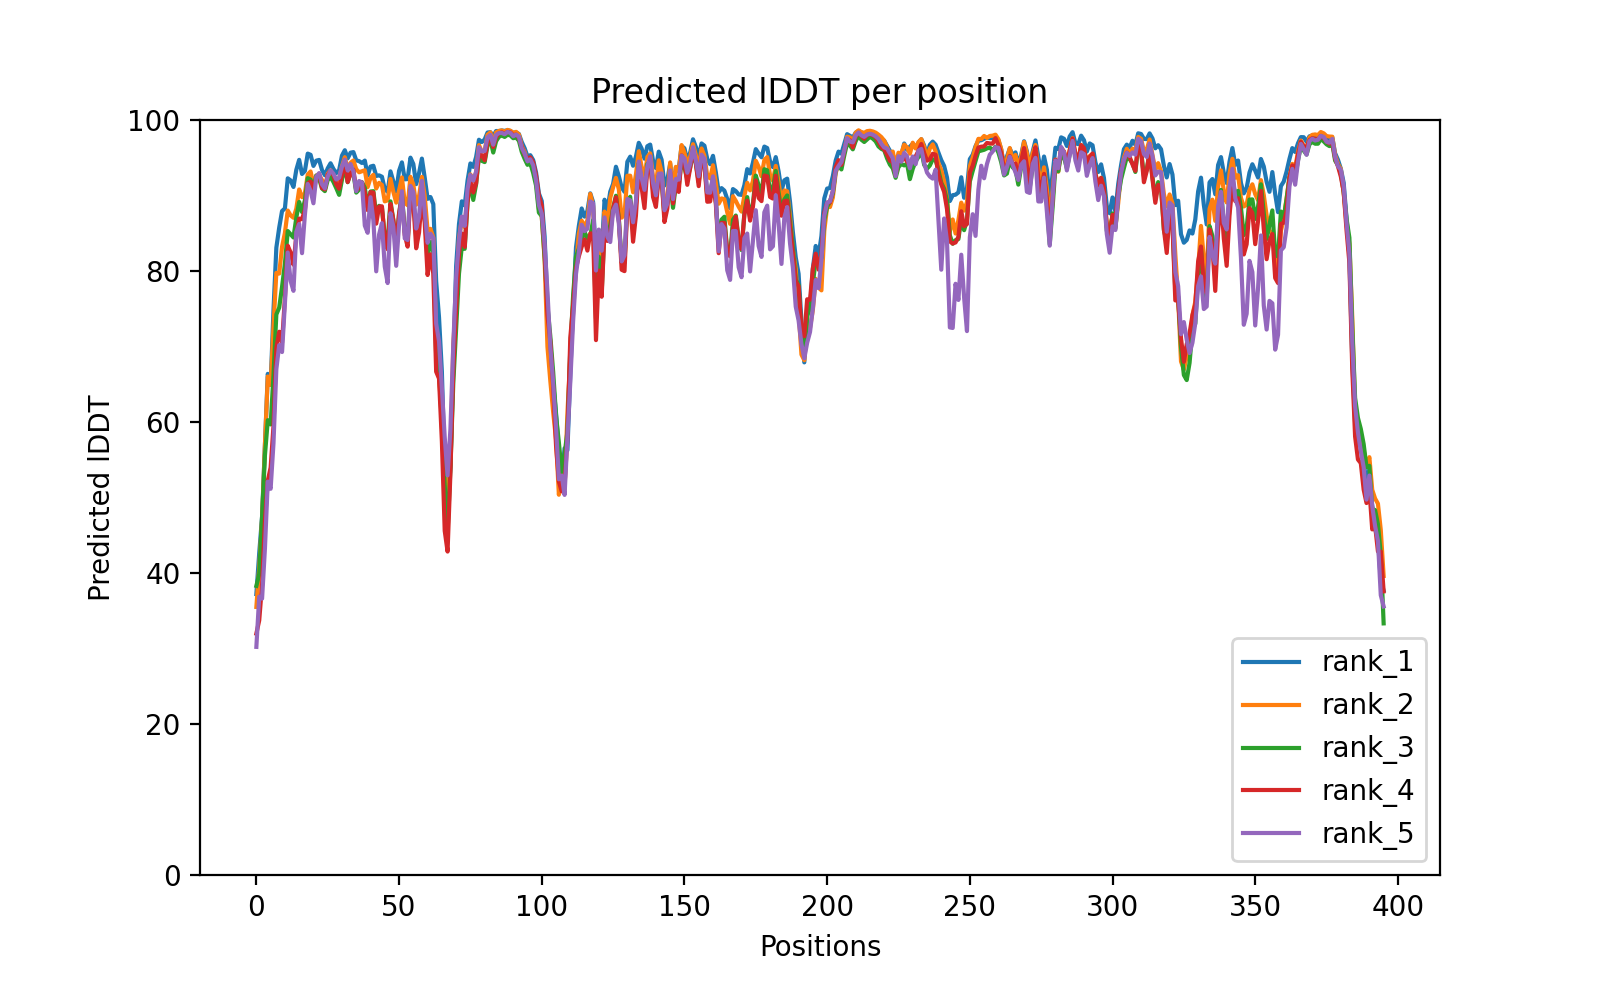 Predicted lDDT per position
100
80
60
40
20
0
Predicted lDDT
0 50 100 150 200 250 300 350 400
Positions
rank_1
rank_2
rank_3
rank_4
rank_5